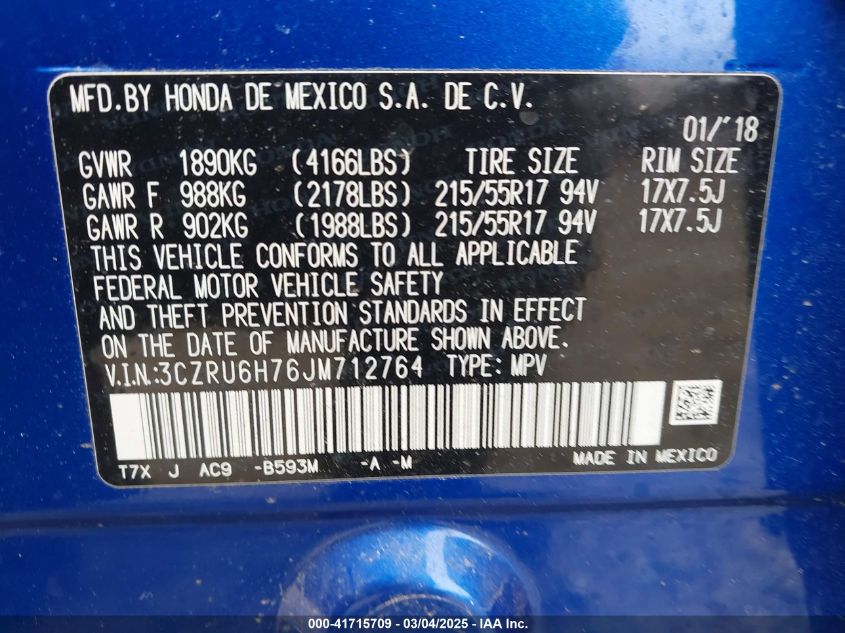 MFD.BY HONDA DE MEXICO S.A. DE C.V.
01/'18
GVWR 1890KG (4166LBS) TIRE SIZE RIM SIZE
GAWR F 988KG (2178LBS) 215/55R17 94V 17X7.5J
GAWR R 902KG (1988LBS) 215/55R17 94V 17X7.5J
THIS VEHICLE CONFORMS TO ALL APPLICABLE
FEDERAL MOTOR VEHICLE SAFETY
AND THEFT PREVENTION STANDARDS IN EFFECT
ON THE DATE OF MANUFACTURE SHOWN ABOVE.
V.I.N.:3CZRU6H76JM712764 TYPE: MPV
T7X J AC9 -B593M -A -M MADE IN MEXICO
000-41715709 - 03/04/2025 - IAA Inc.